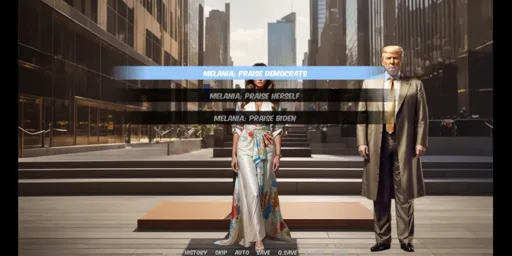 MELANIA: PRAISE DEMOCRATS
MELANIA: PRAISE HERSELF
MELANIA: PRAISE BIDEN
HISTORY SKIP AUTO SAVE Q.SAVE